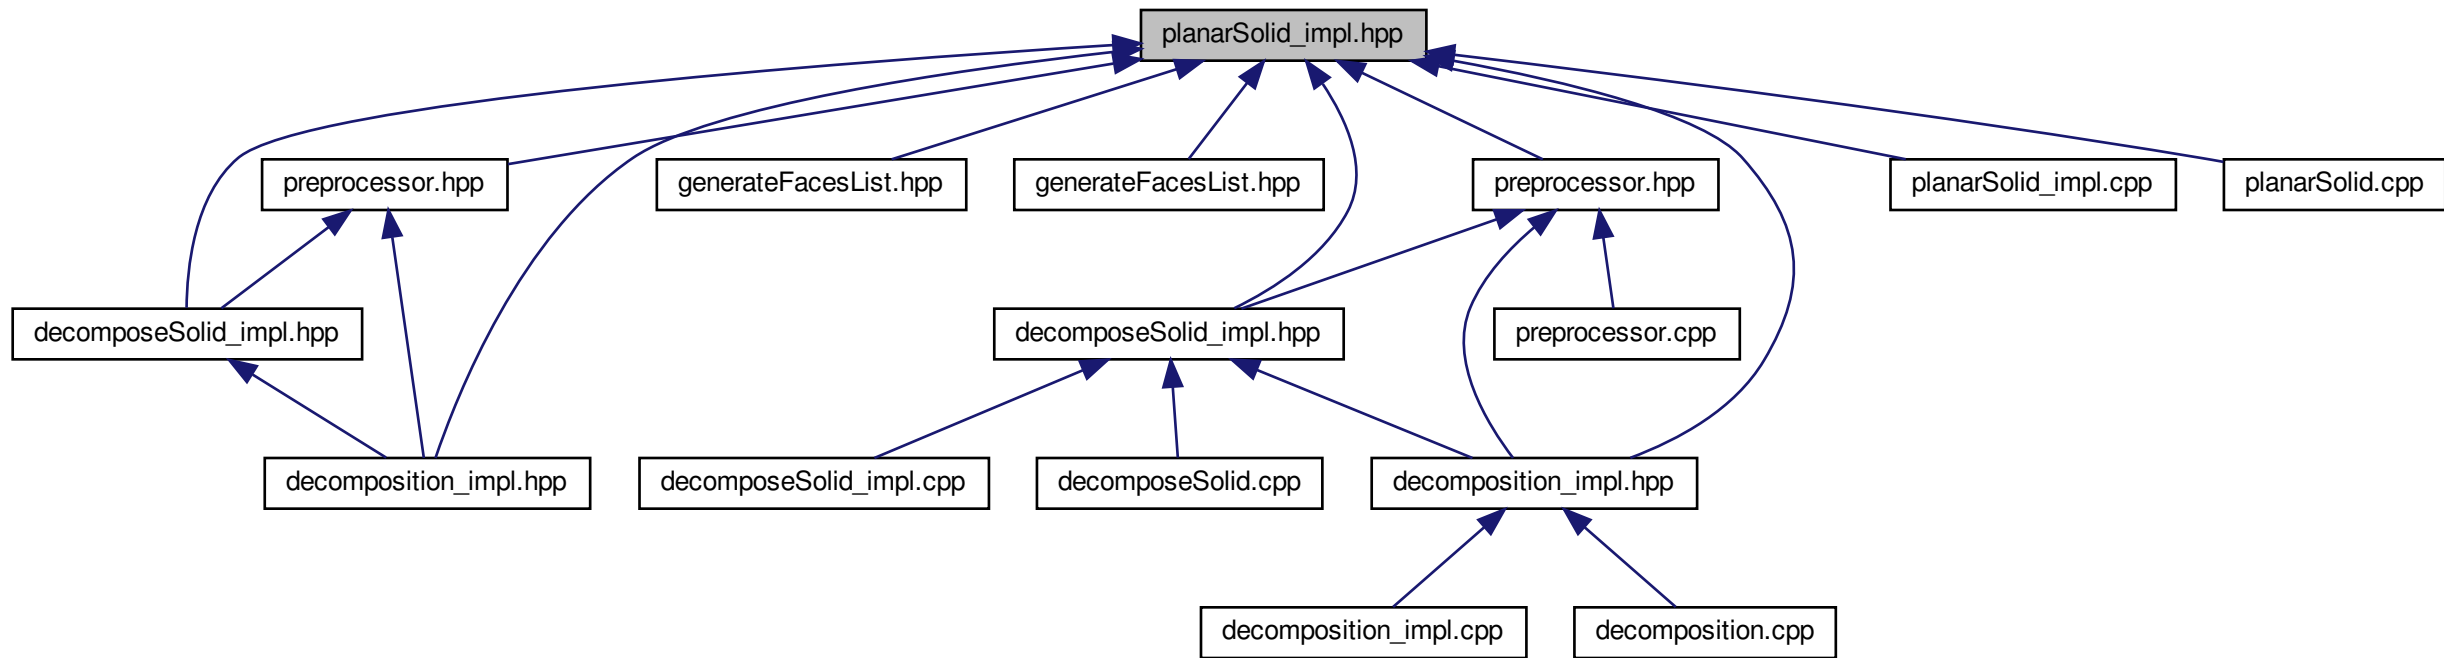 planarSolid_impl.hpp
preprocessor.hpp
generateFacesList.hpp
generateFacesList.hpp
preprocessor.hpp
planarSolid_impl.cpp
planarSolid.cpp
decomposeSolid_impl.hpp
decomposeSolid_impl.hpp
preprocessor.cpp
decomposition_impl.hpp
decomposeSolid_impl.cpp
decomposeSolid.cpp
decomposition_impl.hpp
decomposition_impl.cpp
decomposition.cpp